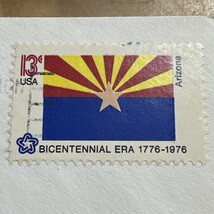 13c
USA
Arizona
BICENTENNIAL ERA 1776-1976